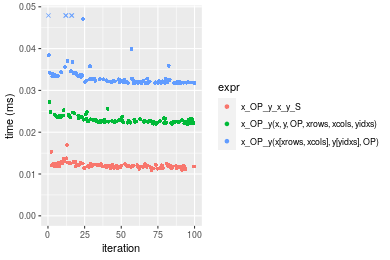 0.05
0.04
0.03
0.02
0.01
0.00
time (ms)
0
25
50
75
100
iteration
expr
x_OP_y_x_y_S
x_OP_y(x, y, OP, xrows, xcols, yidxs)
x_OP_y(x[xrows, xcols], y[yidxs], OP)